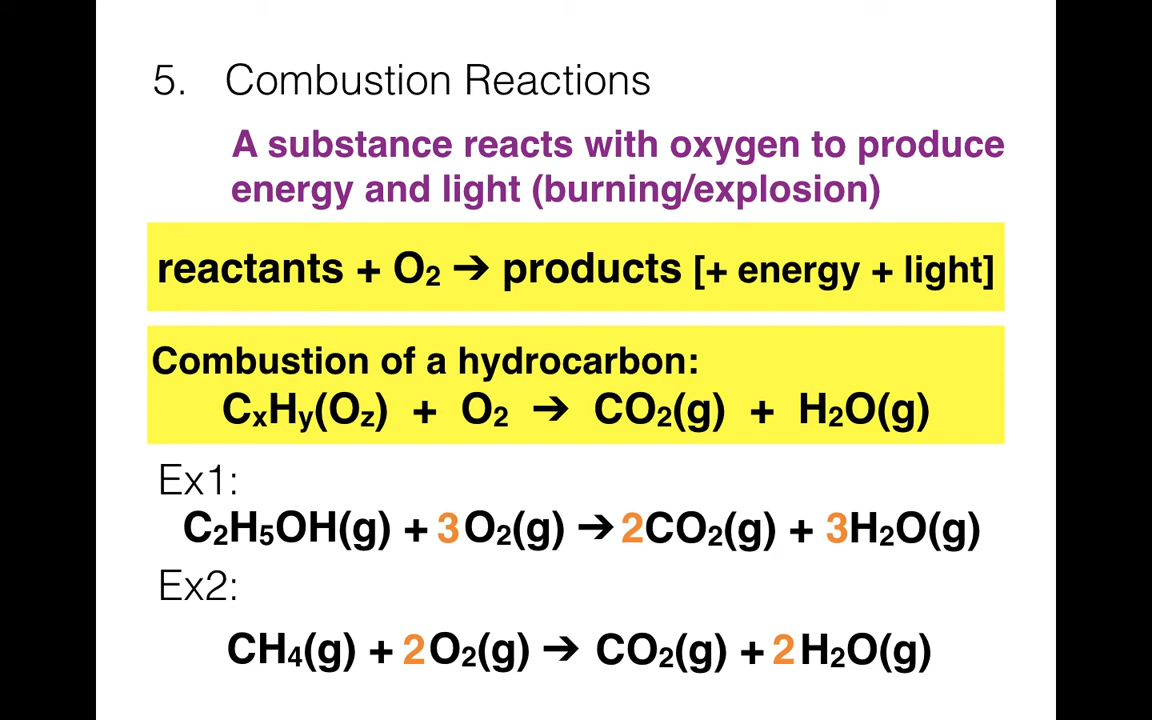 5. Combustion Reactions
A substance reacts with oxygen to produce
energy and light (burning/explosion)
reactants + O₂ ➔ products [+ energy + light]
Combustion of a hydrocarbon:
CₓHᵧ(O𝓏) + O₂ ➔ CO₂(g) + H₂O(g)
Ex1:
C₂H₅OH(g) + 3O₂(g) ➔ 2CO₂(g) + 3H₂O(g)
Ex2:
CH₄(g) + 2O₂(g) ➔ CO₂(g) + 2H₂O(g)